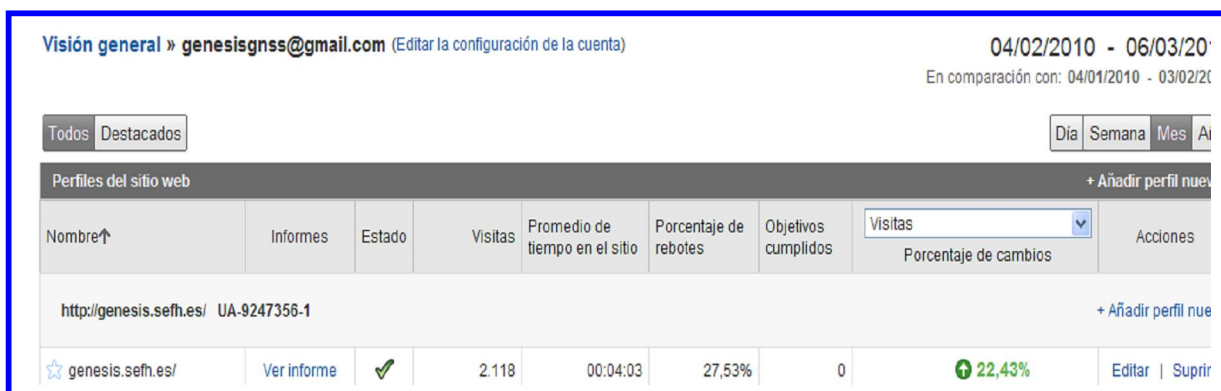 Visión general » genesisgnss@gmail.com (Editar la configuración de la cuenta)
04/02/2010 - 06/03/201
En comparación con: 04/01/2010 - 03/02/20
Todos Destacados
Día Semana Mes A
Perfiles del sitio web
+ Añadir perfil nuev
Nombre↑ Informes Estado Visitas Promedio de tiempo en el sitio Porcentaje de rebotes Objetivos cumplidos Visitas Porcentaje de cambios Acciones
http://genesis.sefh.es/ UA-9247356-1
+ Añadir perfil nue
genesis.sefh.es/ Ver informe 2.118 00:04:03 27,53% 0 22,43% Editar | Suprin